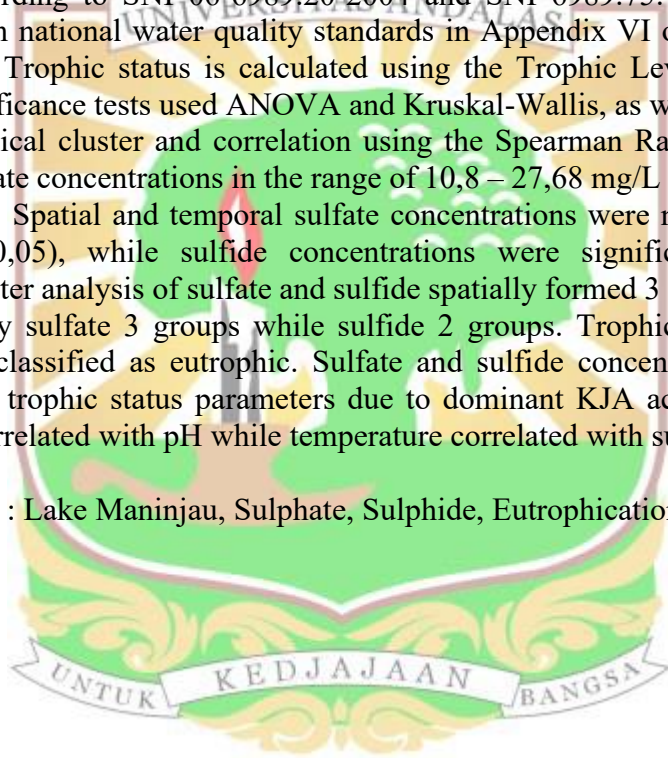 rding to SNI 06-6989.20-2004 and SNI 6989.75.
UNIVERSITAS ANDALAS
n national water quality standards in Appendix VI o
Trophic status is calculated using the Trophic Lev
ficance tests used ANOVA and Kruskal-Wallis, as w
ical cluster and correlation using the Spearman Ra
ate concentrations in the range of 10,8 – 27,68 mg/L
Spatial and temporal sulfate concentrations were n
0,05), while sulfide concentrations were signific
ter analysis of sulfate and sulfide spatially formed 3
y sulfate 3 groups while sulfide 2 groups. Trophic
classified as eutrophic. Sulfate and sulfide concen
trophic status parameters due to dominant KJA ac
rrelated with pH while temperature correlated with su
: Lake Maninjau, Sulphate, Sulphide, Eutrophication
UNTUK KEDJAJAAN BANGSA